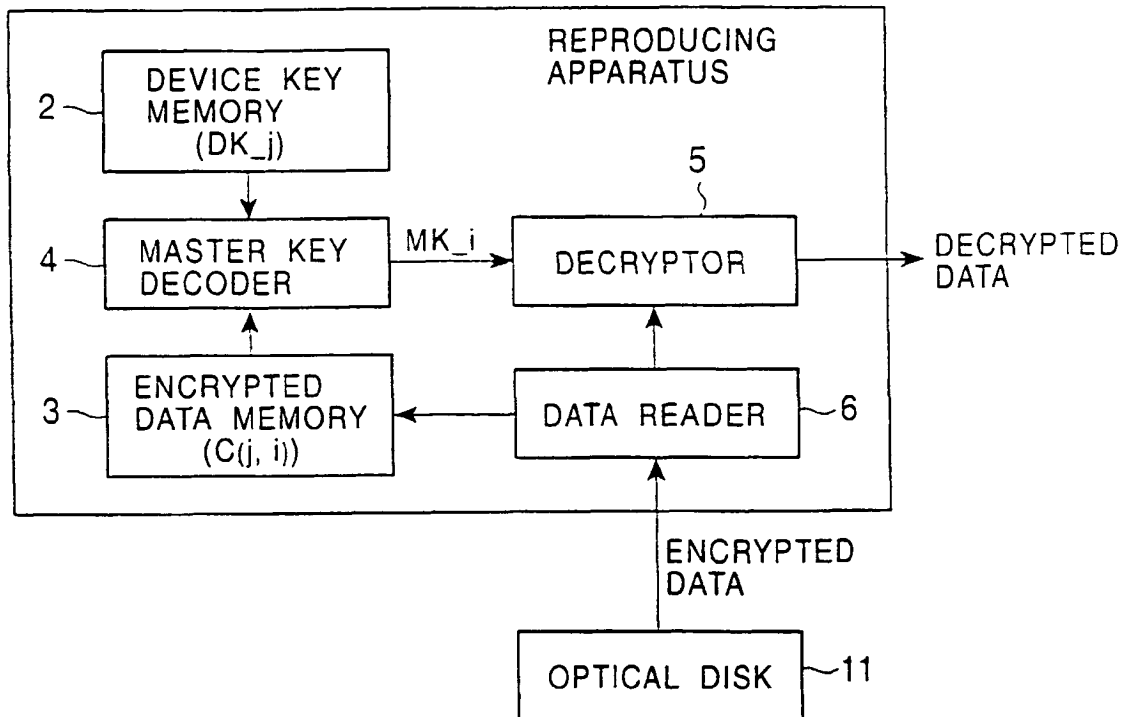 REPRODUCING
APPARATUS
2
DEVICE KEY
MEMORY
(DK_j)
5
4
MASTER KEY
DECODER
MK_i
DECRYPTOR
DECRYPTED
DATA
3
ENCRYPTED
DATA MEMORY
(C(j, i))
DATA READER
6
ENCRYPTED
DATA
OPTICAL DISK
11